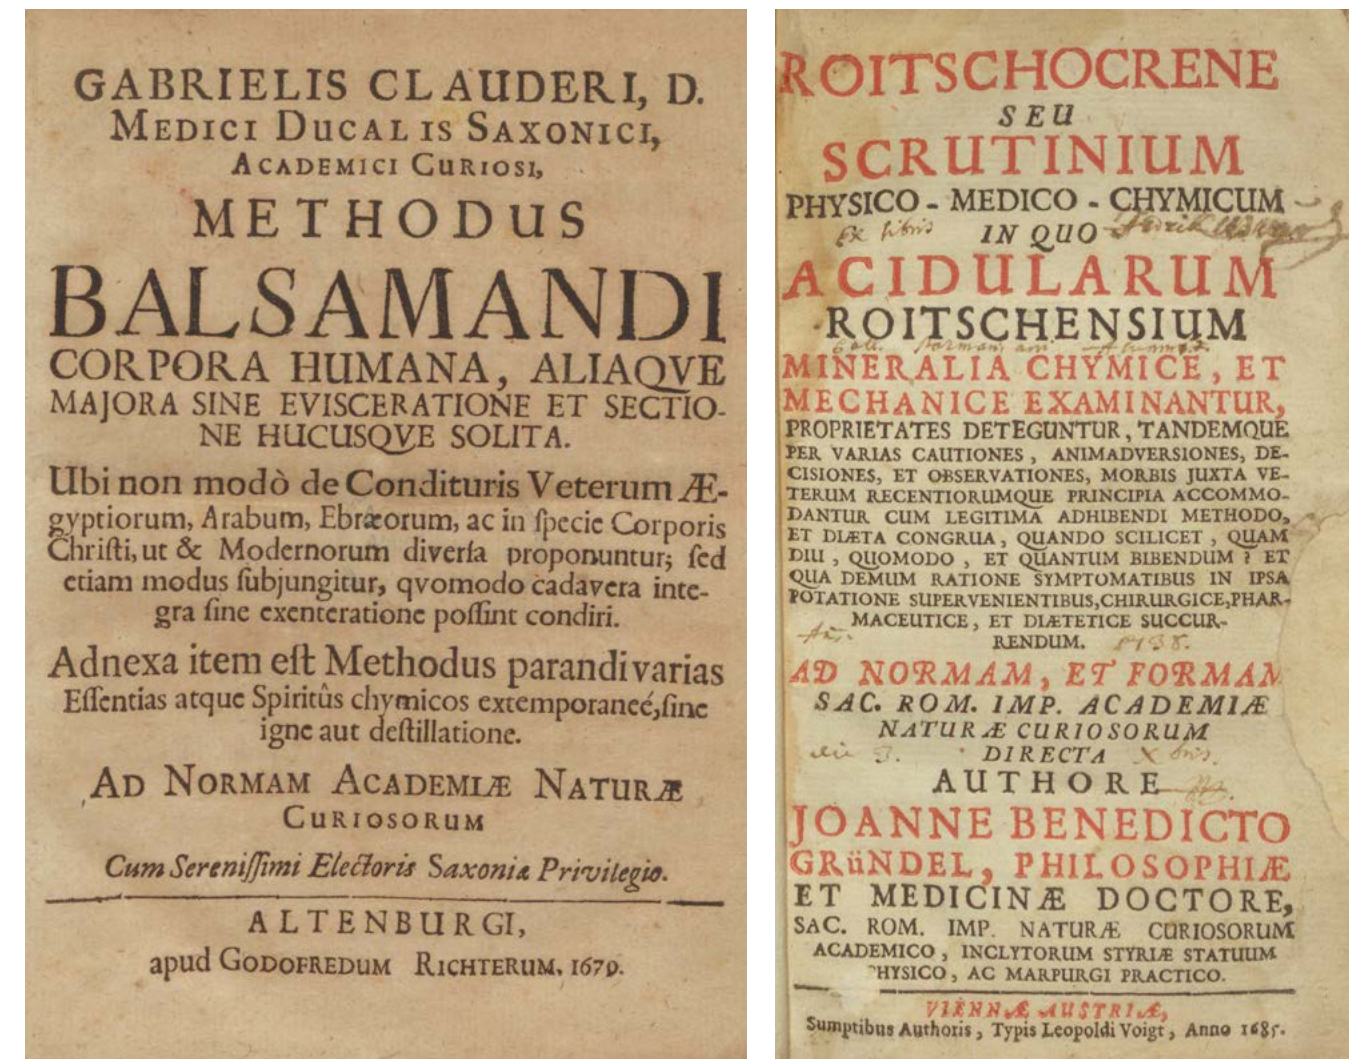 GABRIELIS CLAUDERI, D.
MEDICI DUCALIS SAXONICI,
ACADEMICI CURIOSI,
METHODUS
BALSAMANDI
CORPORA HUMANA, ALIAQVE
MAJORA SINE EVISCERATIONE ET SECTIO-
NE HUCUSQVE SOLITA.
Ubi non modò de Condituris Veterum Æ-
gyptiorum, Arabum, Ebræorum, ac in ſpecie Corporis
Chriſti, ut & Modernorum diverſa proponuntur; ſed
etiam modus ſubjungitur, qvomodo cadavera inte-
gra ſine exenteratione poſſint condiri.
Adnexa item eſt Methodus parandi varias
Eſſentias atque Spiritûs chymicos extemporaneé, ſine
igne aut deſtillatione.
AD NORMAM ACADEMIÆ NATURÆ
CURIOSORUM
Cum Sereniſſimi Electoris Saxoniæ Privilegio.
ALTENBURGI,
apud GODOFREDUM RICHTERUM. 1679.
ROITSCHOCRENE
SEU
SCRUTINIUM
PHYSICO - MEDICO - CHYMICUM
Ex libris
IN QUO
ACIDULARUM
ROITSCHENSIUM
MINERALIA CHYMICE, ET
MECHANICE EXAMINANTUR,
PROPRIETATES DETEGUNTUR, TANDEMQUE
PER VARIAS CAUTIONES, ANIMADVERSIONES, DE-
CISIONES, ET OBSERVATIONES, MORBIS JUXTA VE-
TERUM RECENTIORUMQUE PRINCIPIA ACCOMMO-
DANTUR CUM LEGITIMA ADHIBENDI METHODO,
ET DIÆTA CONGRUA, QUANDO SCILICET, QUAM
DIU, QUOMODO, ET QUANTUM BIBENDUM? ET
QUA DEMUM RATIONE SYMPTOMATIBUS IN IPSA
POTATIONE SUPERVENIENTIBUS, CHIRURGICE, PHAR-
MACEUTICE, ET DIÆTETICE SUCCUR-
RENDUM.
AD NORMAM, ET FORMAM
SAC. ROM. IMP. ACADEMIÆ
NATURÆ CURIOSORUM
DIRECTA
AUTHORE
JOANNE BENEDICTO
GRüNDEL, PHILOSOPHIÆ
ET MEDICINÆ DOCTORE,
SAC. ROM. IMP. NATURÆ CURIOSORUM
ACADEMICO, INCLYTORUM STYRIÆ STATUUM
PHYSICO, AC MARPURGI PRACTICO.
VIENNÆ AUSTRIÆ,
Sumptibus Authoris, Typis Leopoldi Voigt, Anno 1685.